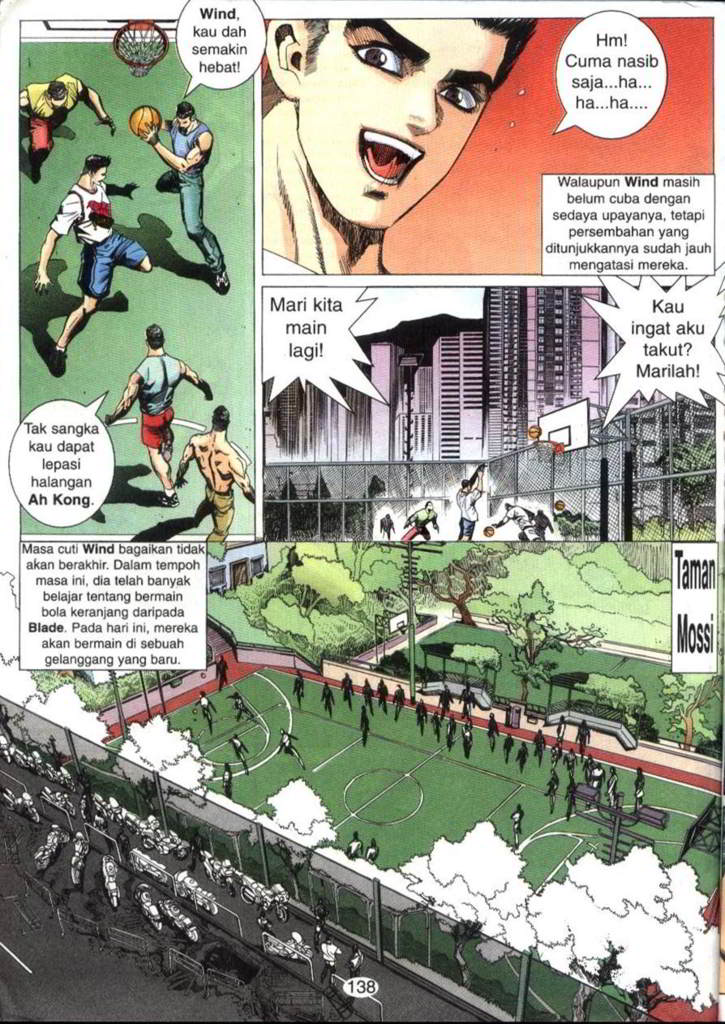 Wind,
kau dah
semakin
hebat!
Hm!
Cuma nasib
saja...ha...
ha...ha....
Walaupun Wind masih
belum cuba dengan
sedaya upayanya, tetapi
persembahan yang
ditunjukkannya sudah jauh
mengatasi mereka.
Tak sangka
kau dapat
lepasi
halangan
Ah Kong.
Mari kita
main
lagi!
Kau
ingat aku
takut?
Marilah!
Masa cuti Wind bagaikan tidak
akan berakhir. Dalam tempoh
masa ini, dia telah banyak
belajar tentang bermain
bola keranjang daripada
Blade. Pada hari ini, mereka
akan bermain di sebuah
gelanggang yang baru.
Taman
Mossi
138